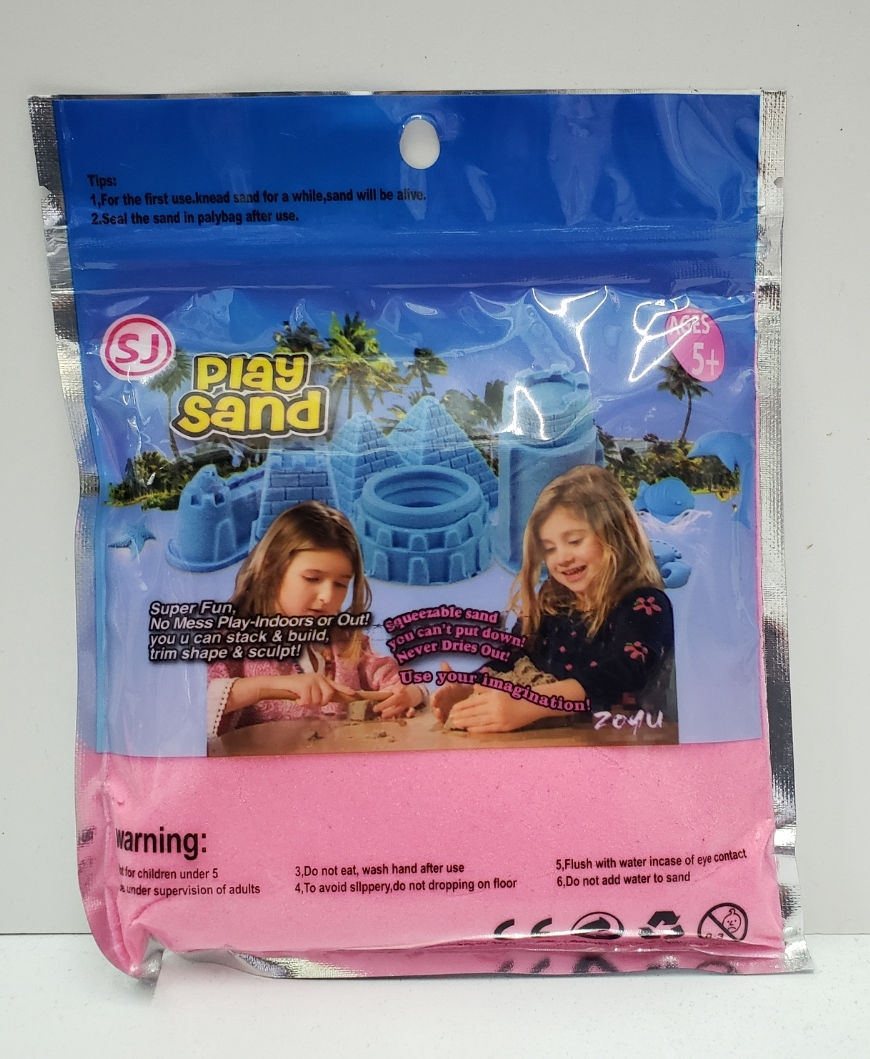 Tips:
1,For the first use.knead sand for a while,sand will be alive.
2.Seal the sand in palybag after use.
SJ
AGES
5+
Play
Sand
Super Fun,
No Mess Play-Indoors or Out!
you u can stack & build,
trim shape & sculpt!
Squeezable sand
you can't put down!
Never Dries Out!
Use your imagination!
zoyu
warning:
for children under 5
under supervision of adults
3,Do not eat, wash hand after use
4,To avoid slippery,do not dropping on floor
5,Flush with water incase of eye contact
6,Do not add water to sand
CE
0-3